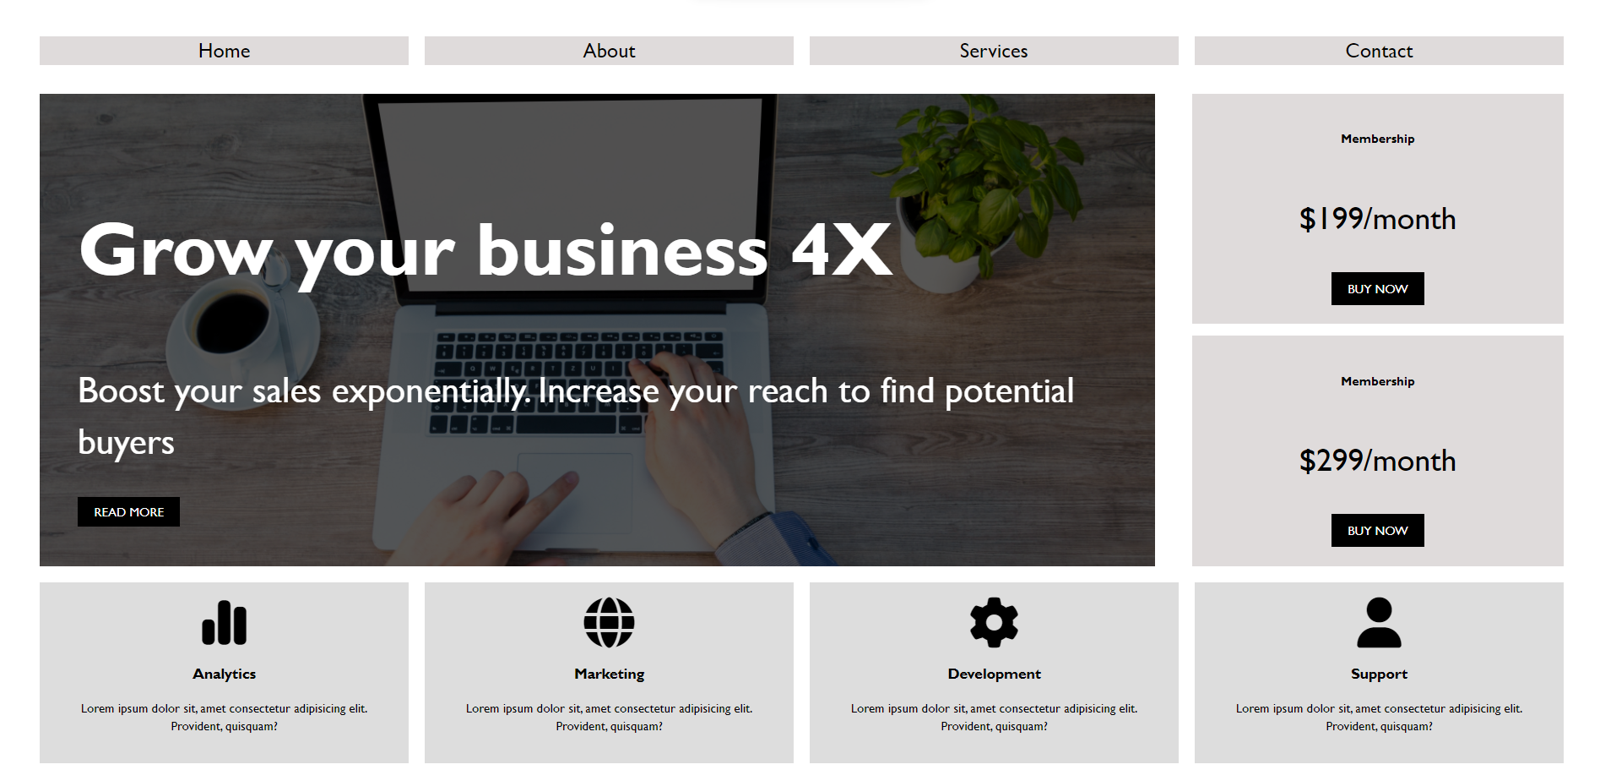 Home
About
Services
Contact
Grow your business 4X
Boost your sales exponentially. Increase your reach to find potential
buyers
READ MORE
Membership
$199/month
BUY NOW
Membership
$299/month
BUY NOW
Analytics
Lorem ipsum dolor sit, amet consectetur adipisicing elit.
Provident, quisquam?
Marketing
Lorem ipsum dolor sit, amet consectetur adipisicing elit.
Provident, quisquam?
Development
Lorem ipsum dolor sit, amet consectetur adipisicing elit.
Provident, quisquam?
Support
Lorem ipsum dolor sit, amet consectetur adipisicing elit.
Provident, quisquam?